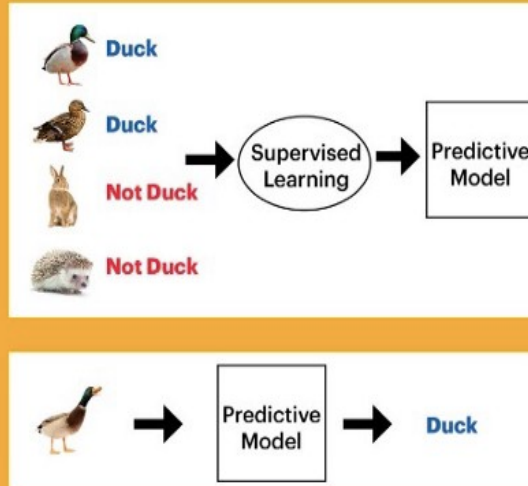 Duck
Duck
Not Duck
Not Duck
Supervised
Learning
Predictive
Model
Predictive
Model
Duck